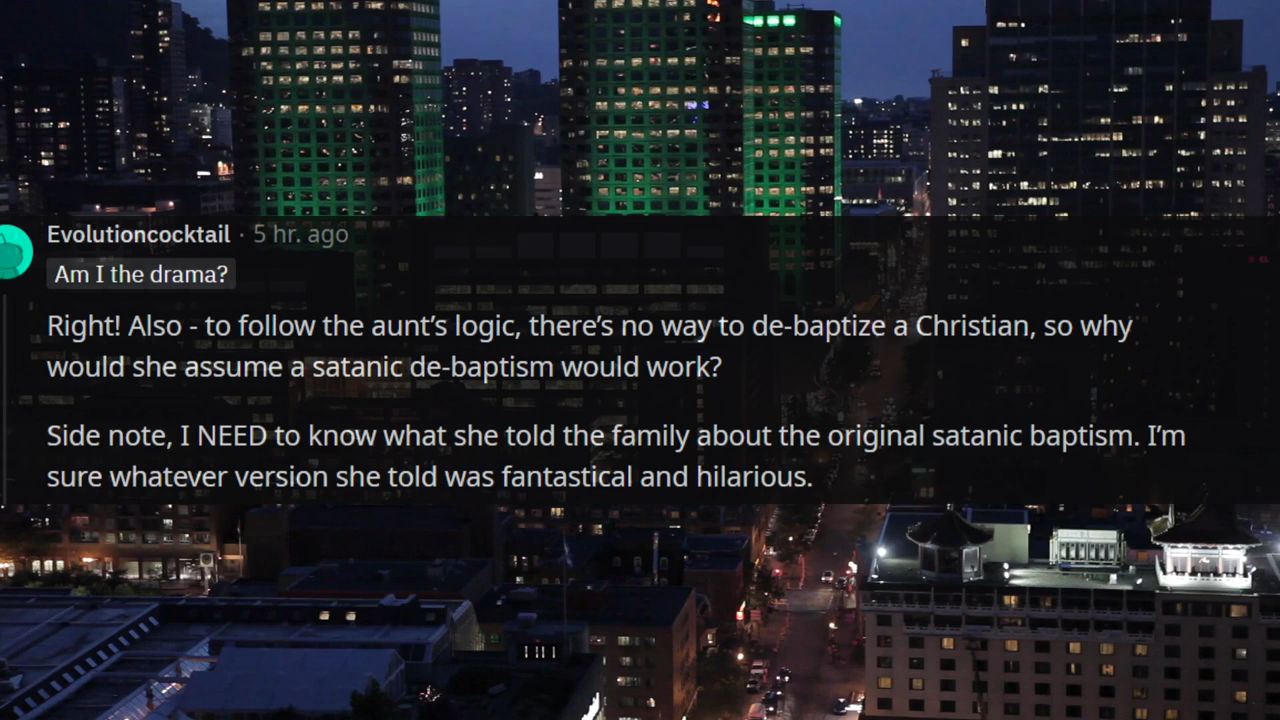 Evolutioncocktail · 5 hr. ago
Am I the drama?
Right! Also - to follow the aunt’s logic, there’s no way to de-baptize a Christian, so why
would she assume a satanic de-baptism would work?
Side note, I NEED to know what she told the family about the original satanic baptism. I’m
sure whatever version she told was fantastical and hilarious.